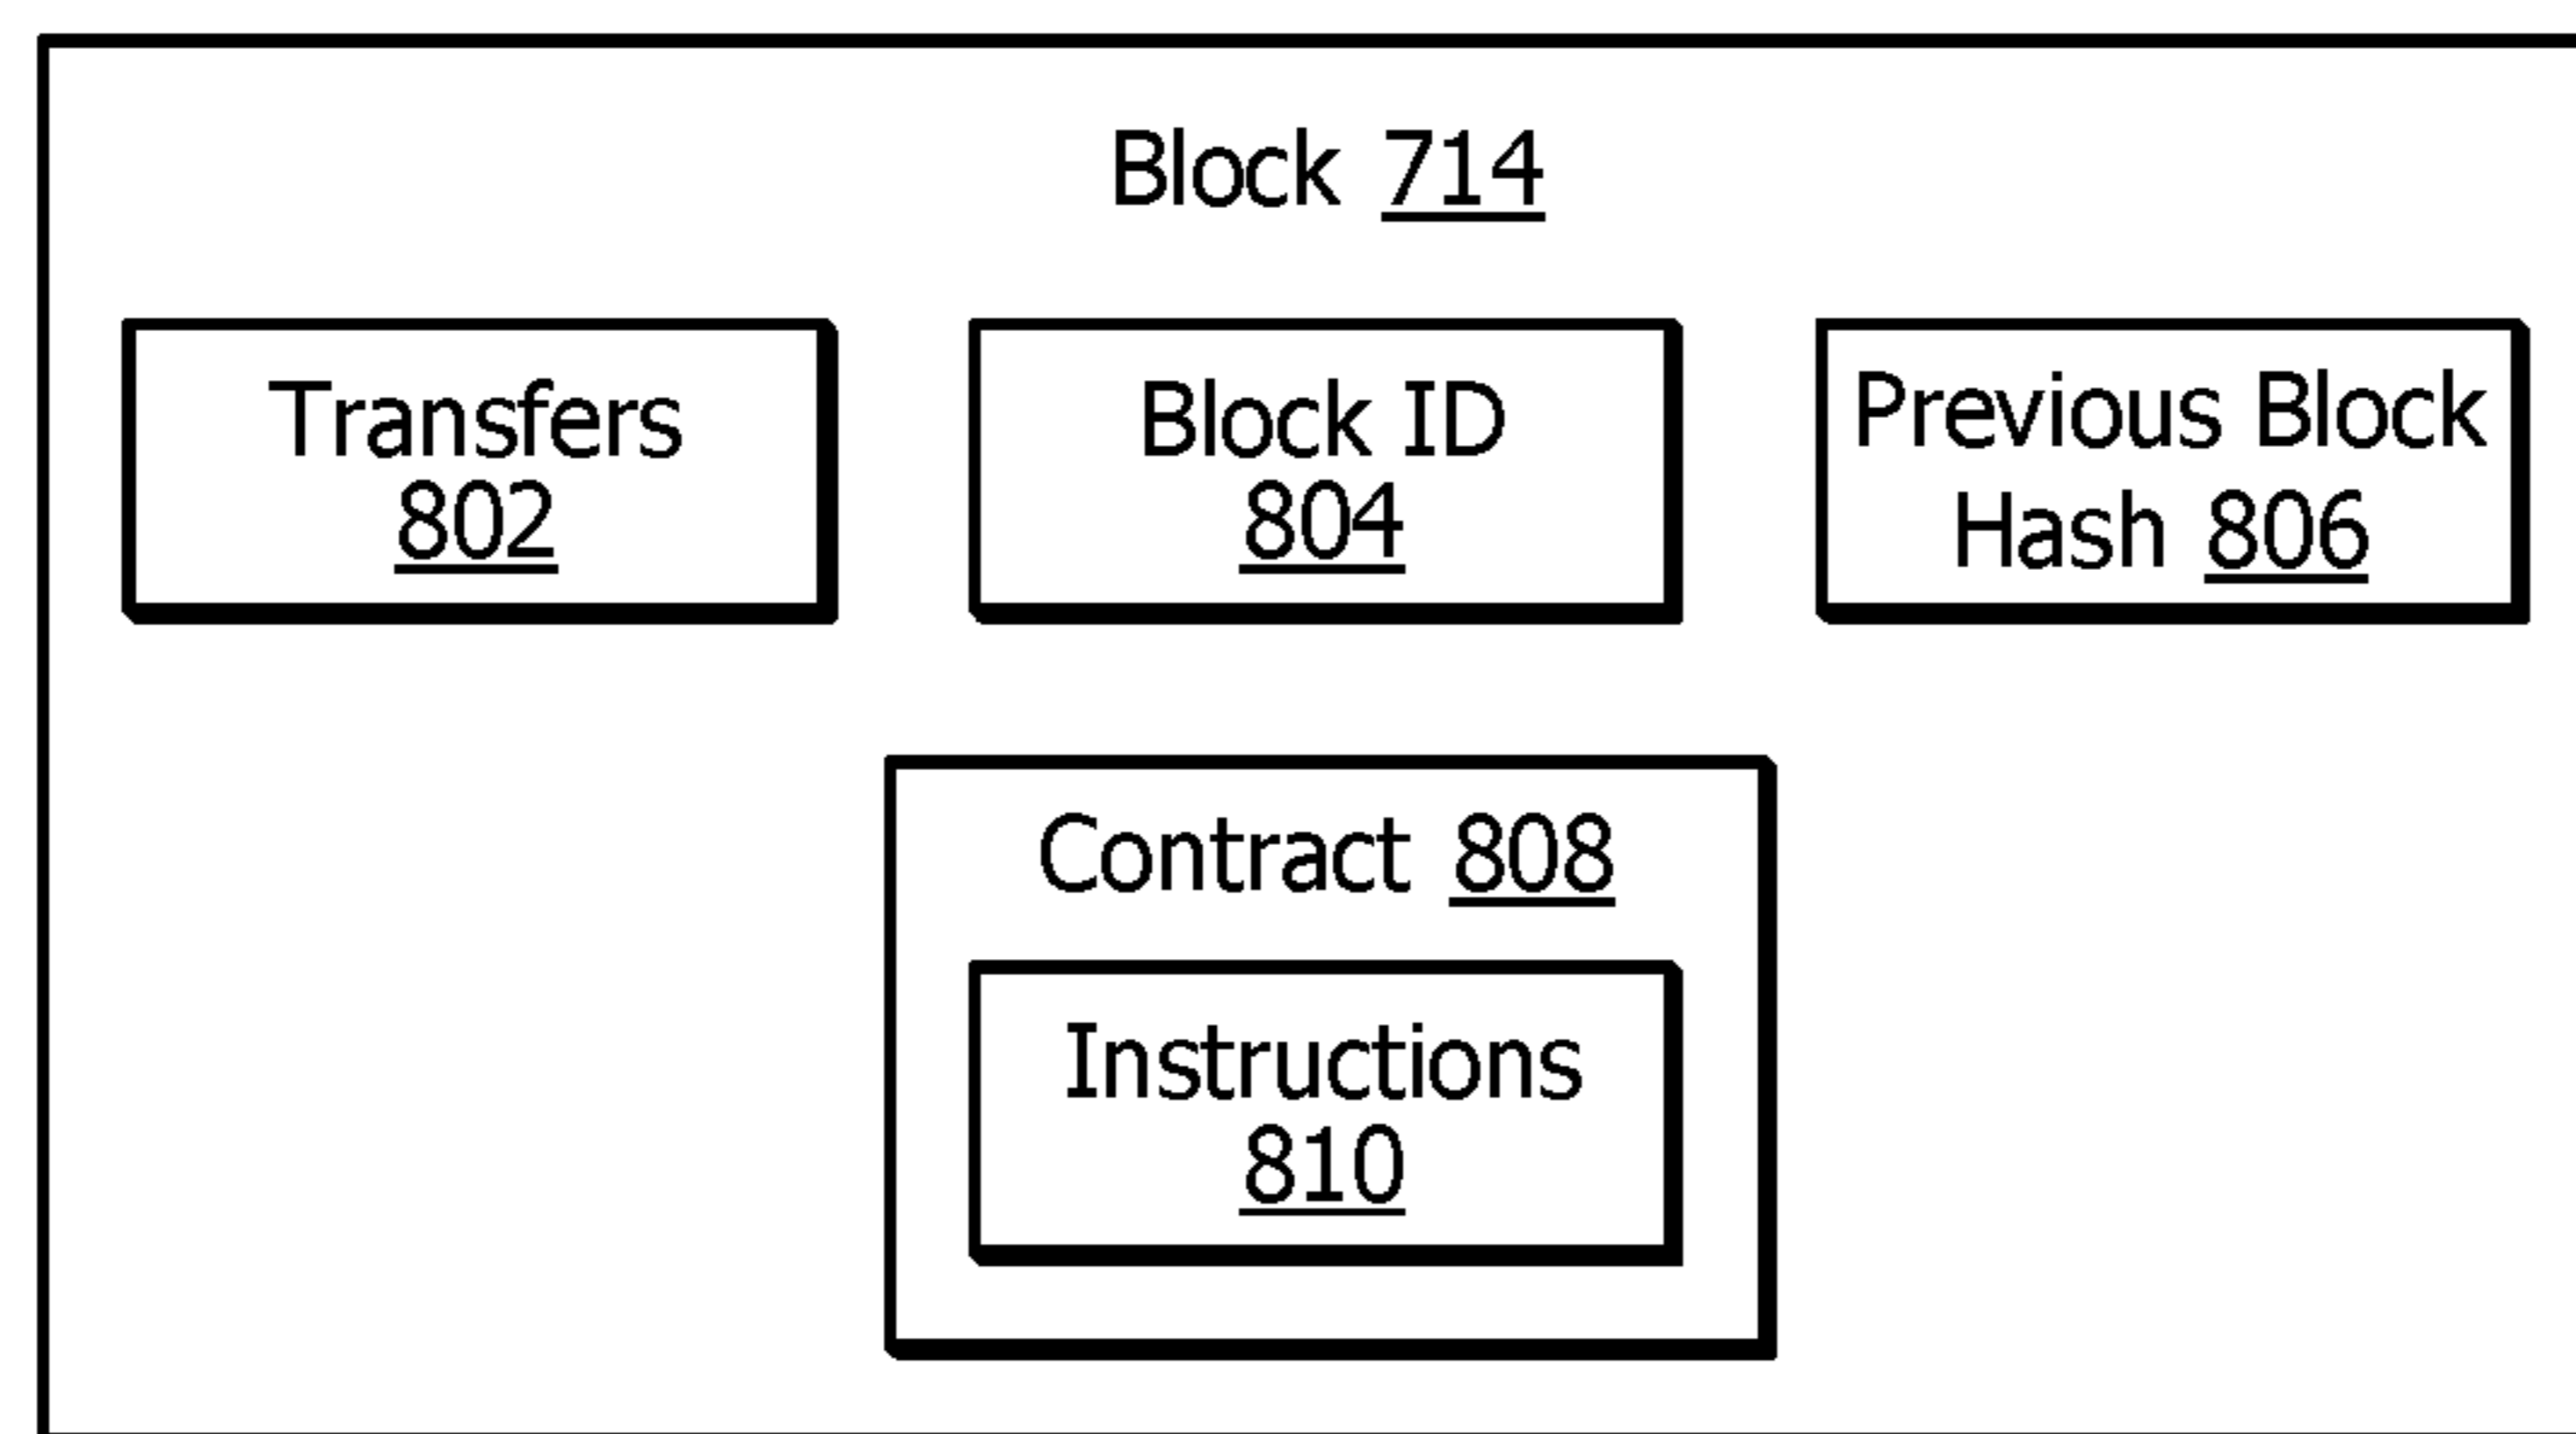 Block 714
Transfers
802
Block ID
804
Previous Block
Hash 806
Contract 808
Instructions
810